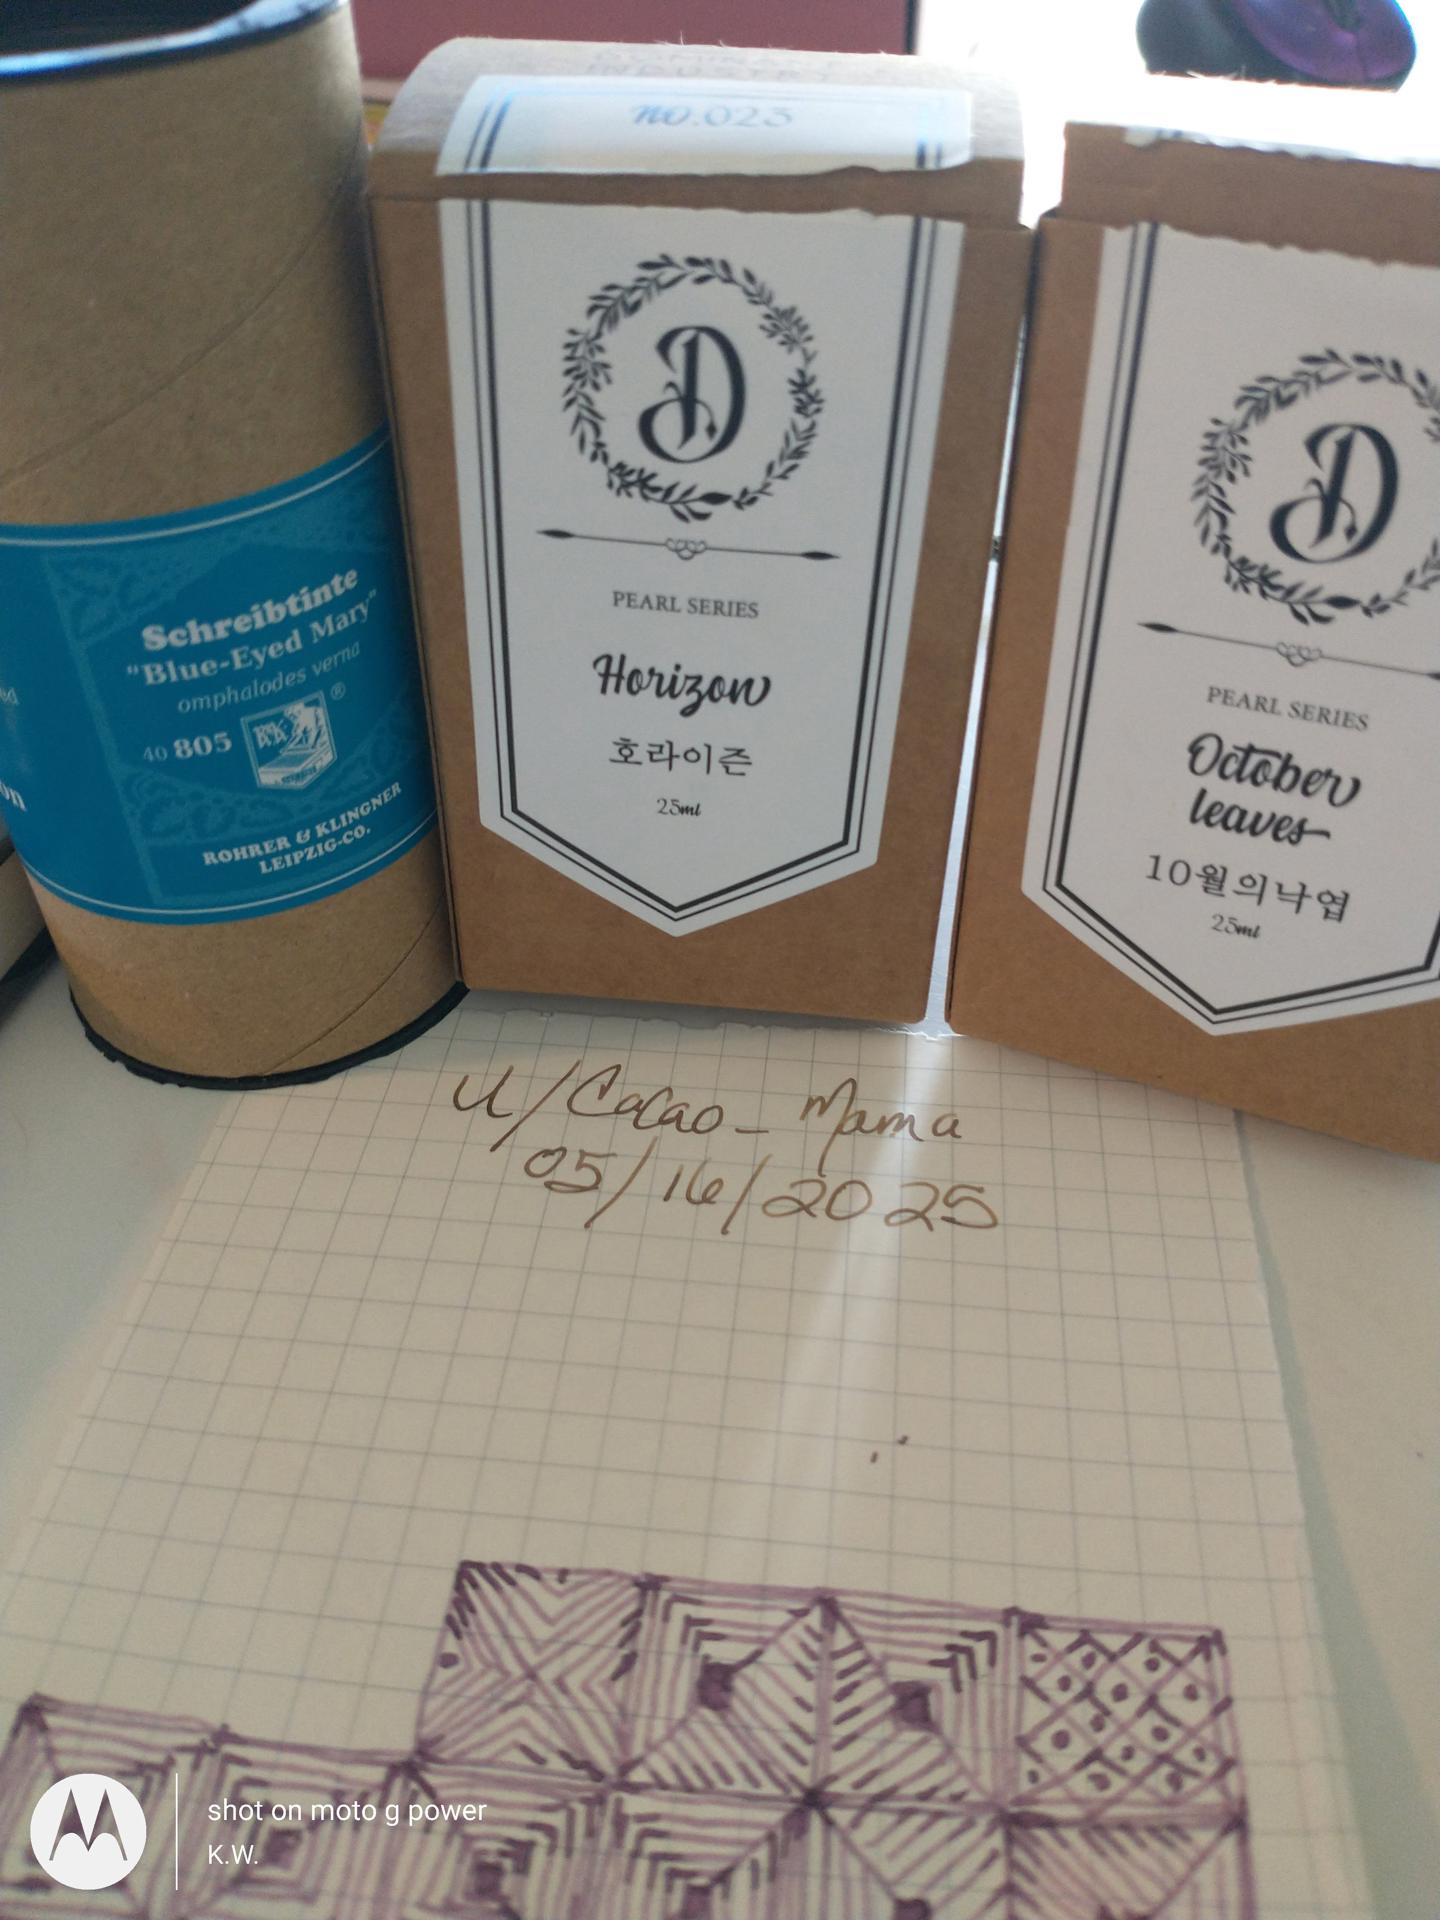 Schreibtinte
"Blue-Eyed Mary"
omphalodes verna
40 805
®
ROHRER & KLINGNER
LEIPZIG-CO.
INDUSTRY
no.023
D
PEARL SERIES
Horizon
호라이즌
25ml
D
PEARL SERIES
October
leaves
10월의낙엽
25ml
u/Cacao_Mama
05/16/2025
shot on moto g power
K.W.